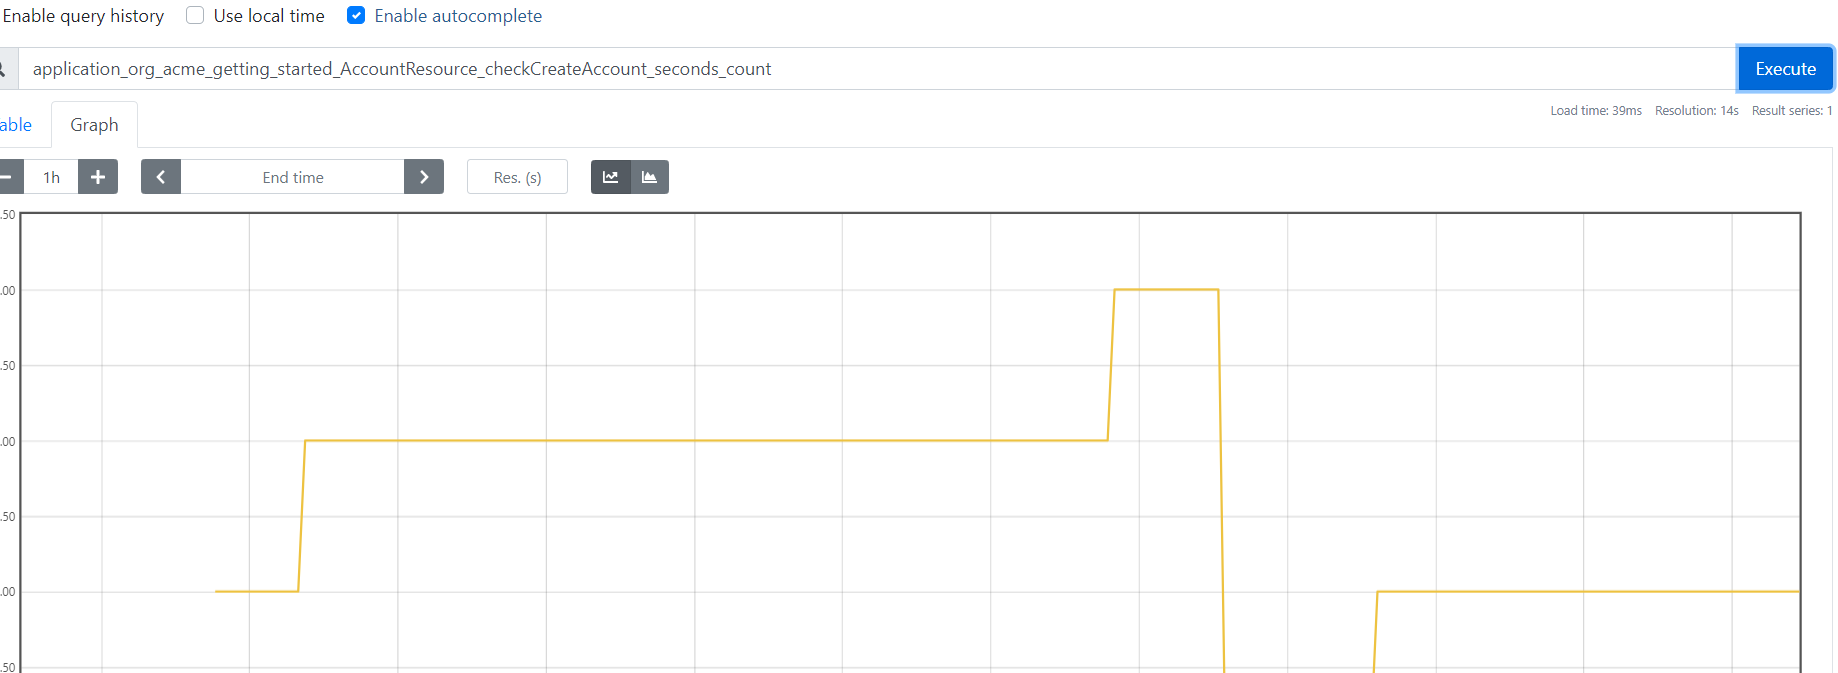 Enable query history Use local time Enable autocomplete
application_org_acme_getting_started_AccountResource_checkCreateAccount_seconds_count Execute
Load time: 39ms Resolution: 14s Result series: 1
able Graph
1h End time Res. (s)
.50
.00
.50
.00
.50
.00
.50